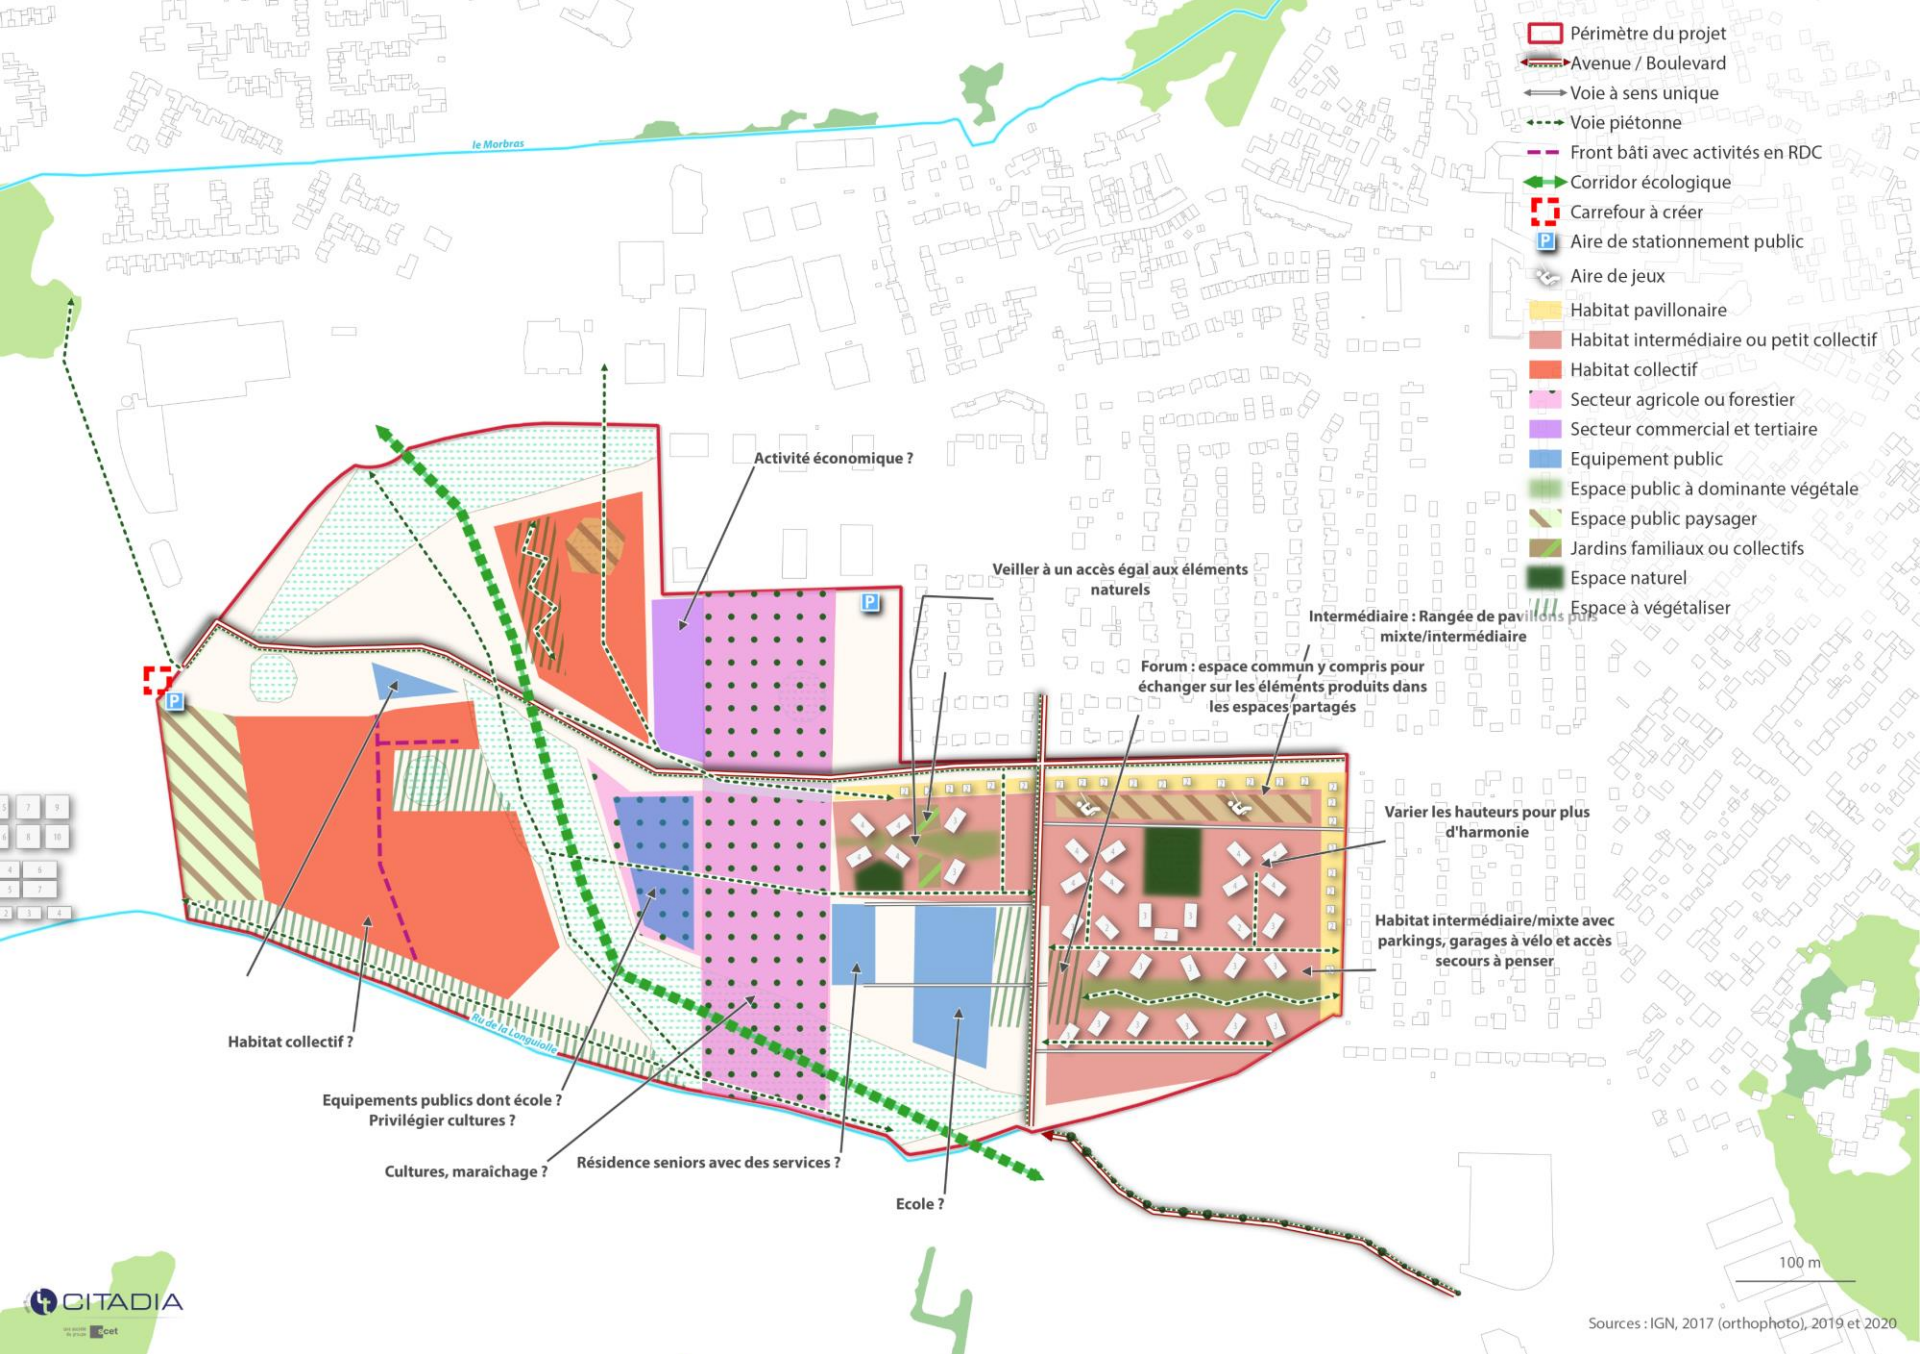 Périmètre du projet
Avenue / Boulevard
Voie à sens unique
Voie piétonne
Front bâti avec activités en RDC
Corridor écologique
Carrefour à créer
P Aire de stationnement public
Aire de jeux
Habitat pavillonaire
Habitat intermédiaire ou petit collectif
Habitat collectif
Secteur agricole ou forestier
Secteur commercial et tertiaire
Equipement public
Espace public à dominante végétale
Espace public paysager
Jardins familiaux ou collectifs
Espace naturel
Espace à végétaliser
le Morbras
Activité économique ?
Veiller à un accès égal aux éléments
naturels
P
Intermédiaire : Rangée de pavillons puis
mixte/intermédiaire
Forum : espace commun y compris pour
échanger sur les éléments produits dans
les espaces partagés
P
Varier les hauteurs pour plus
d'harmonie
Habitat intermédiaire/mixte avec
parkings, garages à vélo et accès
secours à penser
Ru de la Longuiolle
Habitat collectif ?
Equipements publics dont école ?
Privilégier cultures ?
Cultures, maraîchage ?
Résidence seniors avec des services ?
Ecole ?
100 m
CITADIA
Sources : IGN, 2017 (orthophoto), 2019 et 2020